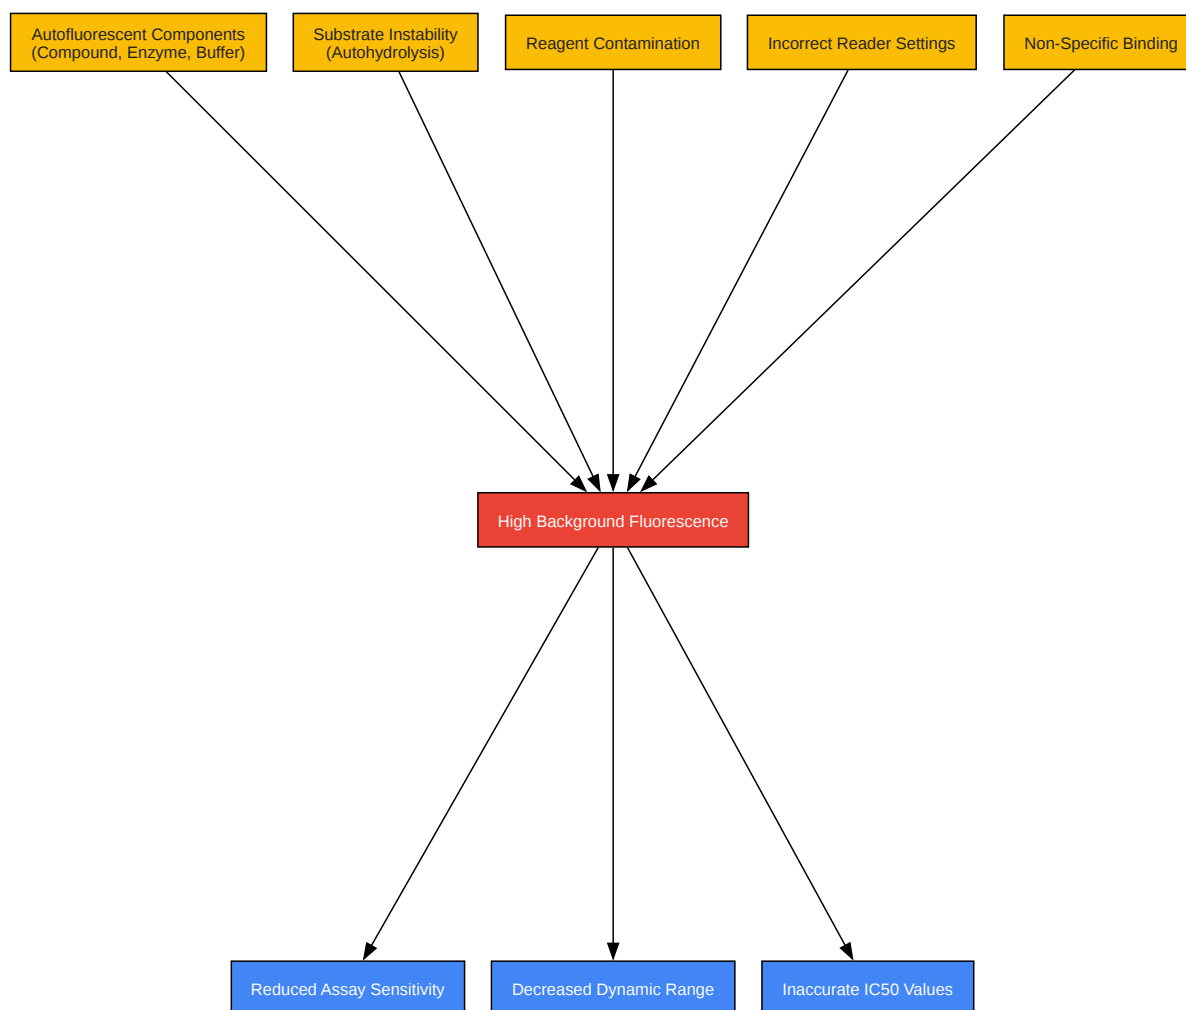 Autofluorescent Components
(Compound, Enzyme, Buffer)
Substrate Instability
(Autohydrolysis)
Reagent Contamination
Incorrect Reader Settings
Non-Specific Binding
High Background Fluorescence
Reduced Assay Sensitivity
Decreased Dynamic Range
Inaccurate IC50 Values